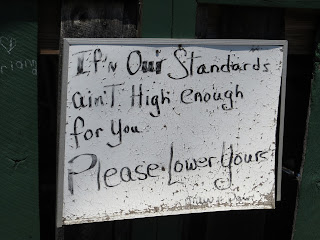 If'n Our Standards
ain't High enough
for you
Please Lower Yours